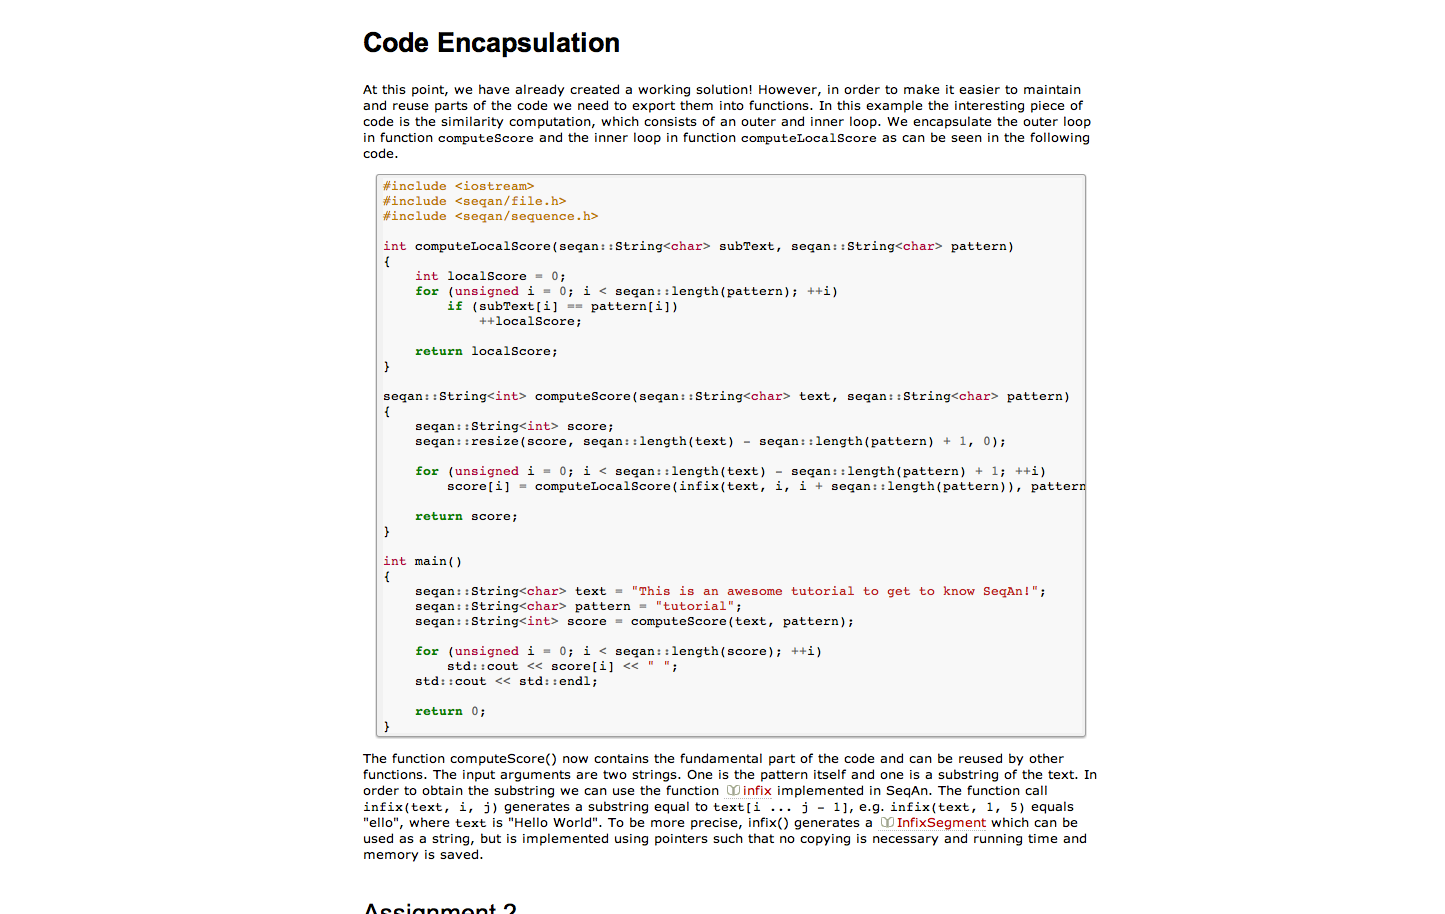 Code Encapsulation
At this point, we have already created a working solution! However, in order to make it easier to maintain
and reuse parts of the code we need to export them into functions. In this example the interesting piece of
code is the similarity computation, which consists of an outer and inner loop. We encapsulate the outer loop
in function computeScore and the inner loop in function computeLocalScore as can be seen in the following
code.
#include <iostream>
#include <seqan/file.h>
#include <seqan/sequence.h>
int computeLocalScore(seqan::String<char> subText, seqan::String<char> pattern)
{
    int localScore = 0;
    for (unsigned i = 0; i < seqan::length(pattern); ++i)
        if (subText[i] == pattern[i])
            ++localScore;
    return localScore;
}
seqan::String<int> computeScore(seqan::String<char> text, seqan::String<char> pattern)
{
    seqan::String<int> score;
    seqan::resize(score, seqan::length(text) - seqan::length(pattern) + 1, 0);
    for (unsigned i = 0; i < seqan::length(text) - seqan::length(pattern) + 1; ++i)
        score[i] = computeLocalScore(infix(text, i, i + seqan::length(pattern)), pattern
    return score;
}
int main()
{
    seqan::String<char> text = "This is an awesome tutorial to get to know SeqAn!";
    seqan::String<char> pattern = "tutorial";
    seqan::String<int> score = computeScore(text, pattern);
    for (unsigned i = 0; i < seqan::length(score); ++i)
        std::cout << score[i] << " ";
    std::cout << std::endl;
    return 0;
}
The function computeScore() now contains the fundamental part of the code and can be reused by other
functions. The input arguments are two strings. One is the pattern itself and one is a substring of the text. In
order to obtain the substring we can use the function infix implemented in SeqAn. The function call
infix(text, i, j) generates a substring equal to text[i ... j - 1], e.g. infix(text, 1, 5) equals
"ello", where text is "Hello World". To be more precise, infix() generates a InfixSegment which can be
used as a string, but is implemented using pointers such that no copying is necessary and running time and
memory is saved.
Assignment 2